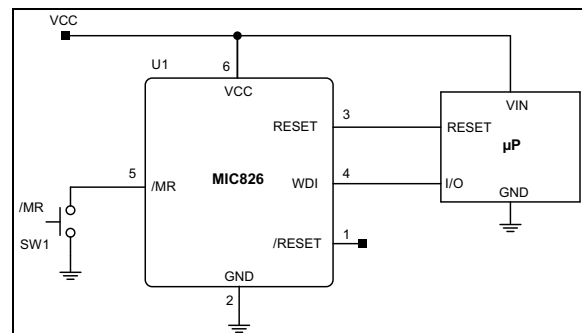 VCC
U1
6
VCC
VIN
3
RESET
RESET
µP
5
4
/MR
MIC826
WDI
I/O
/MR
GND
SW1
1
/RESET
GND
2